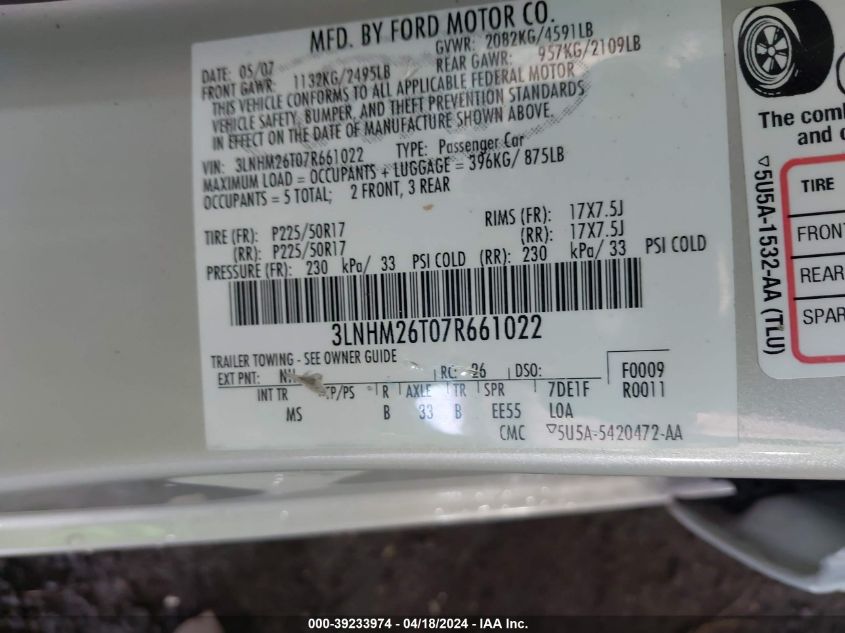 MFD. BY FORD MOTOR CO.
DATE: 05/07 GVWR: 2082KG/4591LB
FRONT GAWR: 1132KG/2495LB REAR GAWR: 957KG/2109LB
THIS VEHICLE CONFORMS TO ALL APPLICABLE FEDERAL MOTOR
VEHICLE SAFETY, BUMPER, AND THEFT PREVENTION STANDARDS
IN EFFECT ON THE DATE OF MANUFACTURE SHOWN ABOVE.
VIN: 3LNHM26T07R661022 TYPE: Passenger Car
MAXIMUM LOAD = OCCUPANTS + LUGGAGE = 396KG/ 875LB
OCCUPANTS = 5 TOTAL; 2 FRONT, 3 REAR
TIRE (FR): P225/50R17 RIMS (FR): 17X7.5J
(RR): P225/50R17 (RR): 17X7.5J
PRESSURE (FR): 230 kPa/ 33 PSI COLD (RR): 230 kPa/ 33 PSI COLD
3LNHM26T07R661022
TRAILER TOWING - SEE OWNER GUIDE
EXT PNT: RC: 26 DSO: F0009
INT TR TP/PS R AXLE TR SPR 7DE1F R0011
MS B 33 B EE55 LOA
CMC ▽5U5A-5420472-AA
▽5U5A-1532-AA (TLU)
The comb
and o
TIRE
FRONT
REAR
SPAR
000-39233974 - 04/18/2024 - IAA Inc.